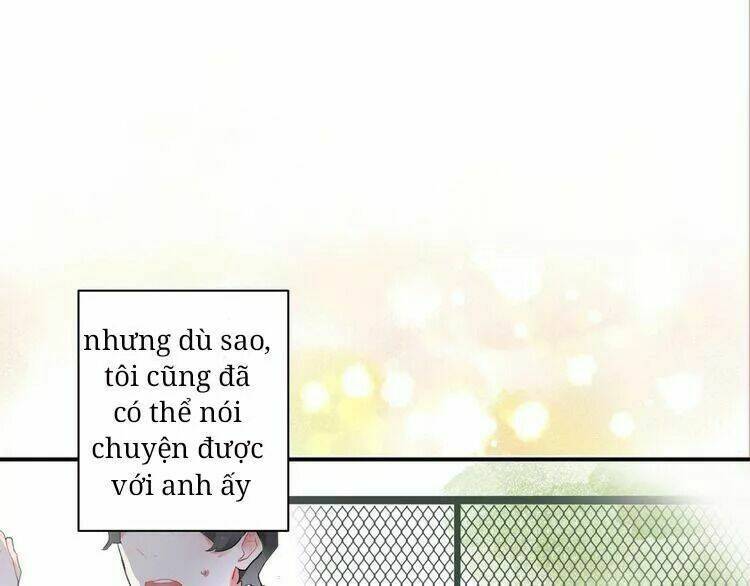 nhưng dù sao,
tôi cũng đã
có thể nói
chuyện được
với anh ấy